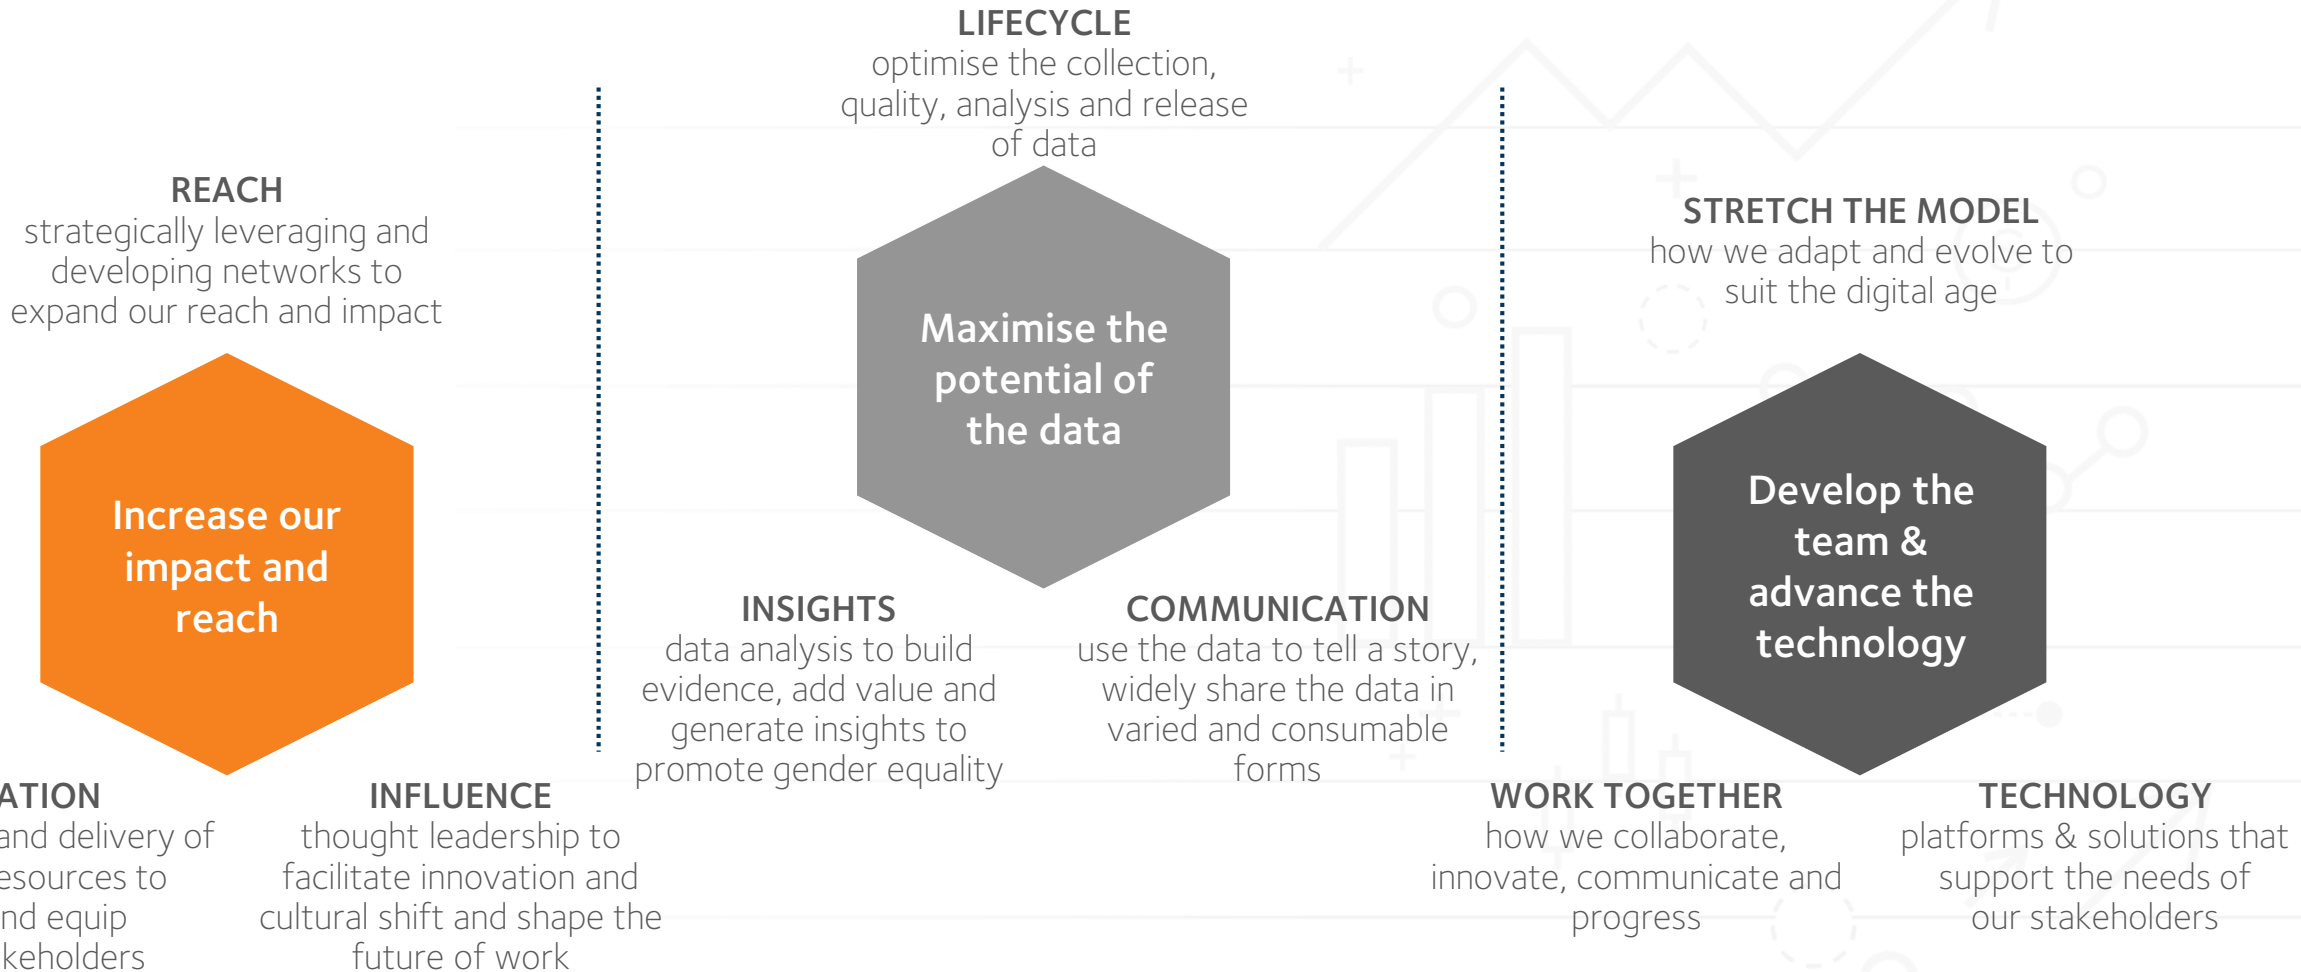 REACH
strategically leveraging and
developing networks to
expand our reach and impact
Increase our
impact and
reach
and delivery of
to
equip
INFLUENCE
thought leadership to
facilitate innovation and
cultural shift and shape the
future of work
LIFECYCLE
optimise the collection,
quality, analysis and release
of data
Maximise the
potential of
the data
INSIGHTS
data analysis to build
evidence, add value and
generate insights to
promote gender equality
COMMUNICATION
use the data to tell a story,
widely share the data in
varied and consumable
forms
STRETCH THE MODEL
how we adapt and evolve to
suit the digital age
Develop the
team &
advance the
technology
WORK TOGETHER
how we collaborate,
innovate, communicate and
progress
TECHNOLOGY
platforms & solutions that
support the needs of
our stakeholders